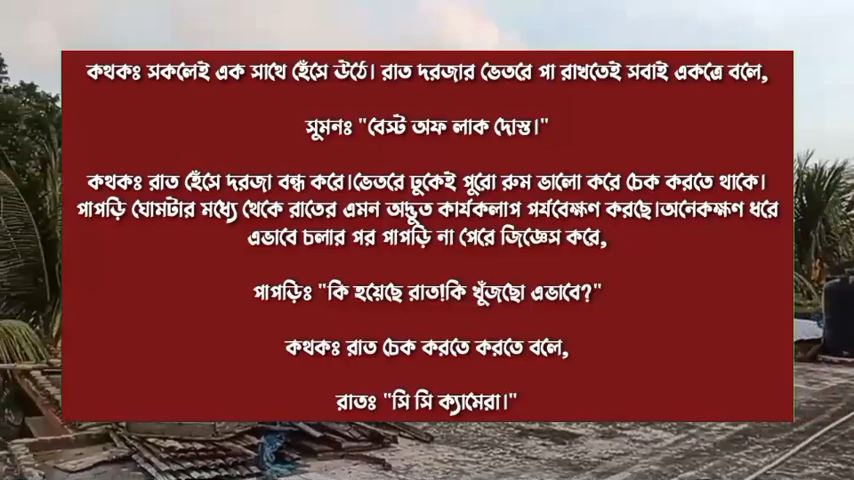 কথকঃ সকলেই এক সাথে হেঁসে ঊঠে। রাত দরজার ভেতরে পা রাখতেই সবাই একত্রে বলে,
সুমনঃ "বেস্ট অফ লাক দোস্ত।"
কথকঃ রাত হেঁসে দরজা বন্ধ করে।ভেতরে ঢুকেই পুরো রুম ভালো করে চেক করতে থাকে।
পাপড়ি ঘোমটার মধ্যে থেকে রাতের এমন অদ্ভুত কার্যকলাপ পর্যবেক্ষণ করছে।অনেকক্ষণ ধরে
এভাবে চলার পর পাপড়ি না পেরে জিজ্ঞেস করে,
পাপড়িঃ "কি হয়েছে রাত!কি খুঁজছো এভাবে?"
কথকঃ রাত চেক করতে করতে বলে,
রাতঃ "সি সি ক্যামেরা।"